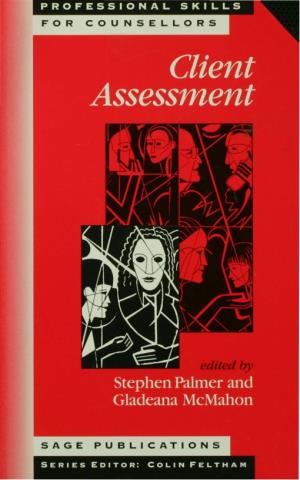 PROFESSIONAL SKILLS
FOR COUNSELLORS
Client
Assessment
edited by
Stephen Palmer and
Gladeana McMahon
SAGE PUBLICATIONS
SERIES EDITOR: COLIN FELTHAM